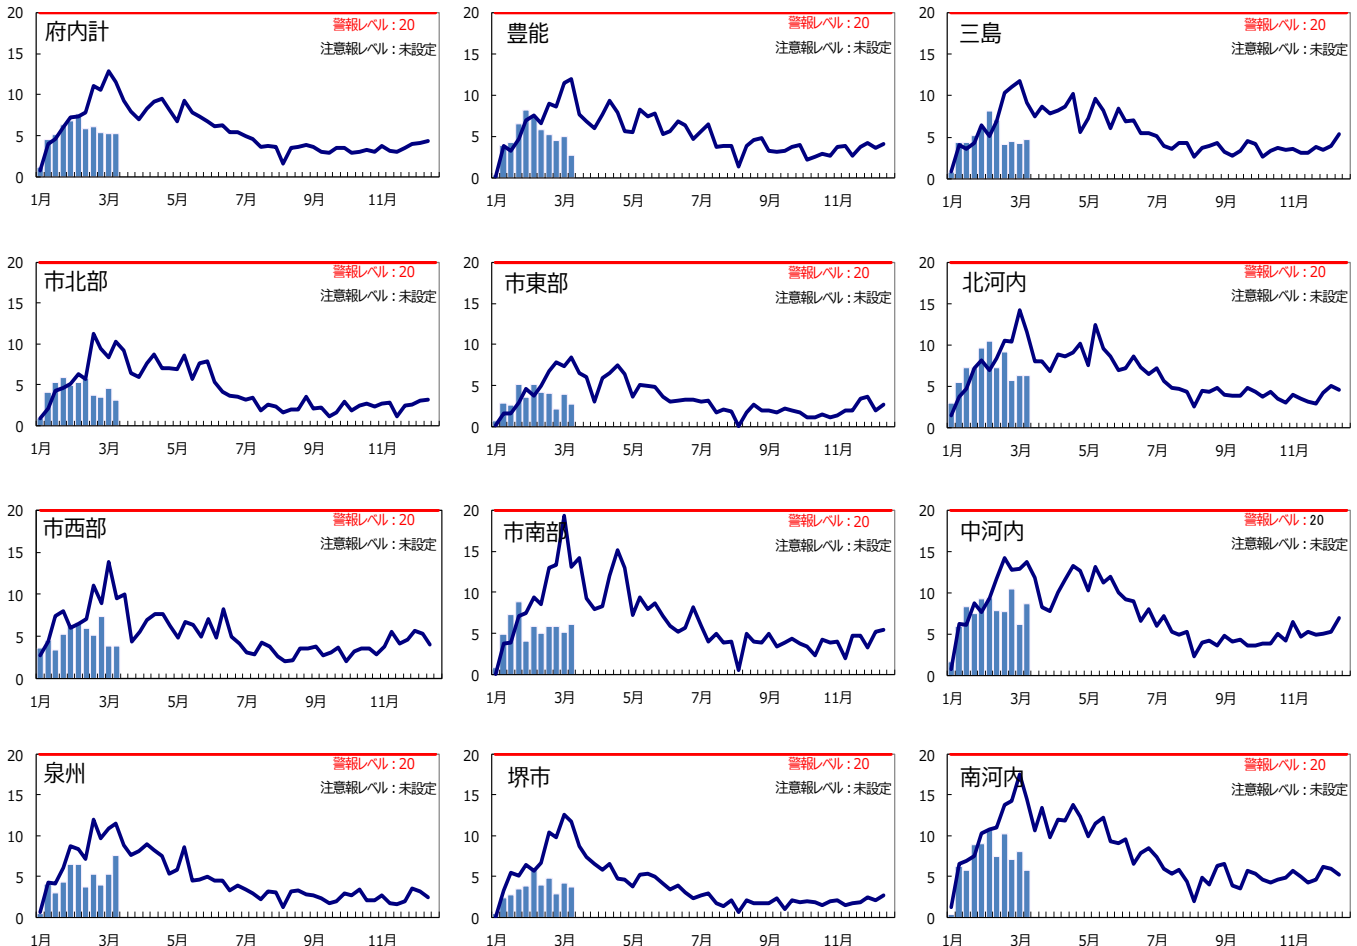 府内計
警報レベル：20
注意報レベル：未設定
20
15
10
5
0
1月 3月 5月 7月 9月 11月
豊能
警報レベル：20
注意報レベル：未設定
20
15
10
5
0
1月 3月 5月 7月 9月 11月
三島
警報レベル：20
注意報レベル：未設定
20
15
10
5
0
1月 3月 5月 7月 9月 11月
市北部
警報レベル：20
注意報レベル：未設定
20
15
10
5
0
1月 3月 5月 7月 9月 11月
市東部
警報レベル：20
注意報レベル：未設定
20
15
10
5
0
1月 3月 5月 7月 9月 11月
北河内
警報レベル：20
注意報レベル：未設定
20
15
10
5
0
1月 3月 5月 7月 9月 11月
市西部
警報レベル：20
注意報レベル：未設定
20
15
10
5
0
1月 3月 5月 7月 9月 11月
市南部
警報レベル：20
注意報レベル：未設定
20
15
10
5
0
1月 3月 5月 7月 9月 11月
中河内
警報レベル：20
注意報レベル：未設定
20
15
10
5
0
1月 3月 5月 7月 9月 11月
泉州
警報レベル：20
注意報レベル：未設定
20
15
10
5
0
1月 3月 5月 7月 9月 11月
堺市
警報レベル：20
注意報レベル：未設定
20
15
10
5
0
1月 3月 5月 7月 9月 11月
南河内
警報レベル：20
注意報レベル：未設定
20
15
10
5
0
1月 3月 5月 7月 9月 11月